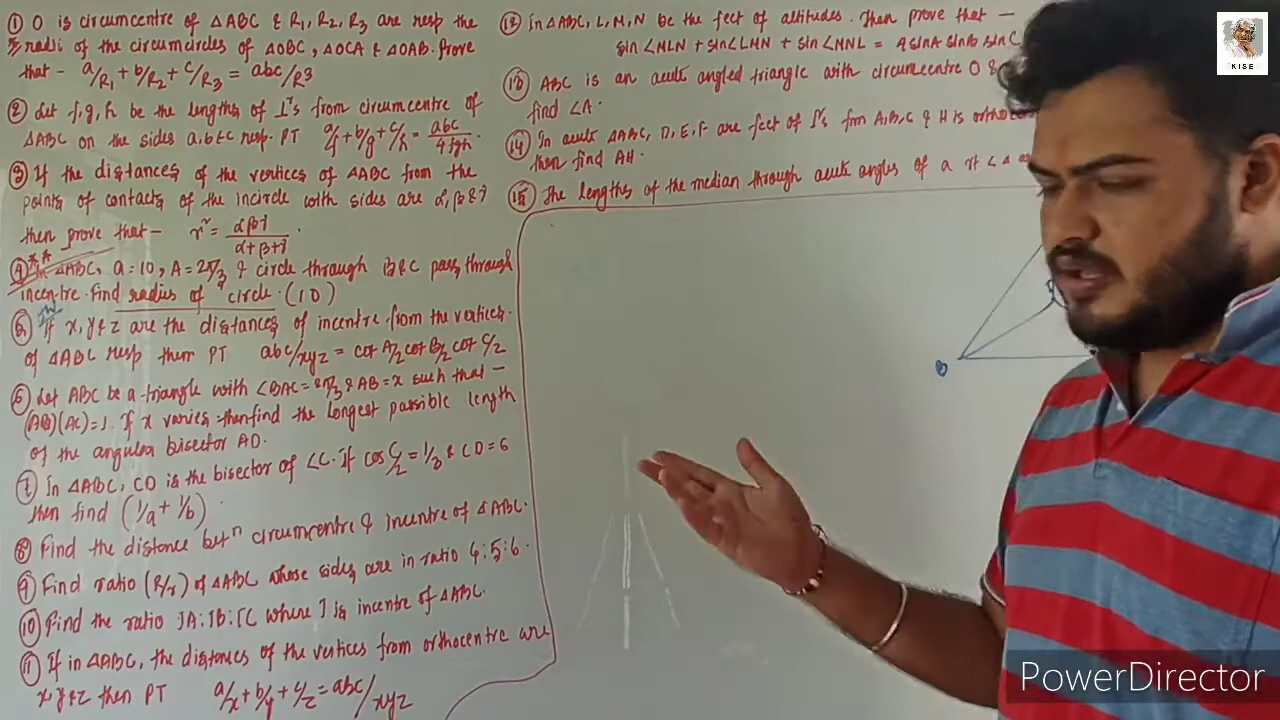 ① O is circumcentre of ΔABC & R₁, R₂, R₃ are resp the
radii of the circumcircles of ΔOBC, ΔOCA & ΔOAB. Prove
that - a/R₁ + b/R₂ + c/R₃ = abc/R³
② Let f, g, h be the lengths of ⊥rs from circumcentre of
ΔABC on the sides a, b & c resp. PT a/f + b/g + c/h = abc/4fgh.
③ If the distances of the vertices of ΔABC from the
points of contacts of the incircle with sides are α, β & γ
then prove that - r² = αβγ/α+β+γ.
④ ** ΔABC, a = 10, A = 2π/3 & circle through B & C pass through
incentre. Find radius of circle. (10)
If x, y & z are the distances of incentre from the vertices.
of ΔABC resp then PT abc/xyz = cot A/2 cot B/2 cot C/2
⑥ Let ABC be a triangle with ∠BAC = 2π/3 & AB = x such that -
(AB)(AC) = 1. If x varies then find the longest possible length
of the angular bisector AD.
⑦ In ΔABC, CD is the bisector of ∠C. If cos C/2 = 1/3 & CD = 6
then find (1/a + 1/b).
⑧ Find the distance betⁿ circumcentre & incentre of ΔABC.
⑨ Find ratio (R/r) of ΔABC whose sides are in ratio 4:5:6.
⑩ Find the ratio IA:IB:IC where I is incentre of ΔABC.
⑪ If in ΔABC, the distances of the vertices from orthocentre are
x, y & z then PT a/x + b/y + c/z = abc/xyz
⑫ In ΔABC, L, M, N be the feet of altitudes. Then prove that -
sin∠MLN + sin∠LMN + sin∠MNL = 4 sinA sinB sinC
⑬ ABC is an acute angled triangle with circumcentre O &
find ∠A.
⑭ In acute ΔABC, D, E, F are feet of ⊥rs frm A, B, C & H is
then find AH.
⑮ The lengths of the median through acute angles of a rt ∠Δ
B
KISE
PowerDirector